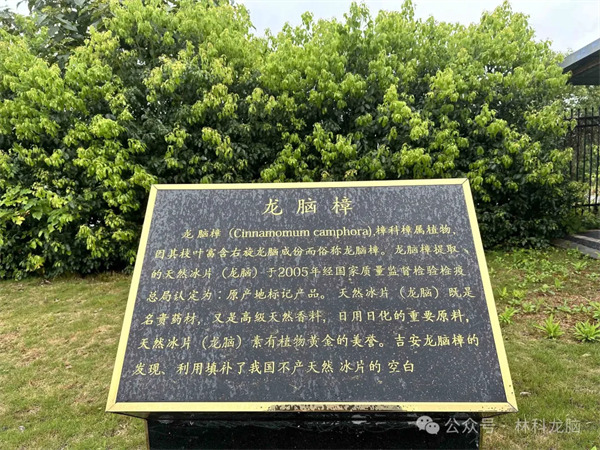 龙脑樟
龙脑樟（Cinnamomum camphora),樟科樟属植物,
因其枝叶富含右旋龙脑成份而俗称龙脑樟。龙脑樟提取
的天然冰片（龙脑）于2005年经国家质量监督检验检疫
总局认定为：原产地标记产品。天然冰片（龙脑）既是
名贵药材，又是高级天然香料，日用日化的重要原料，
天然冰片（龙脑）素有植物黄金的美誉。吉安龙脑樟的
发现、利用填补了我国不产天然 冰片的 空白
公众号·林科龙脑